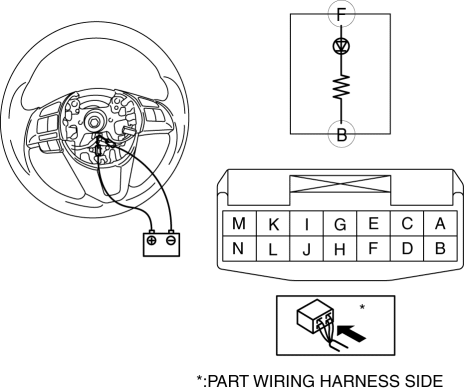 F
B
M K I G E C A
N L J H F D B
*
*:PART WIRING HARNESS SIDE